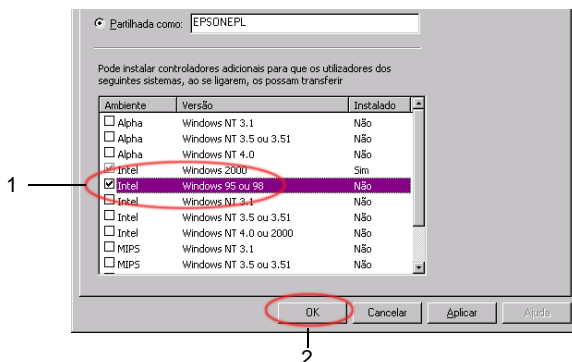 Partilhada como: EPSONEPL
Pode instalar controladores adicionais para que os utilizadores dos
seguintes sistemas, ao se ligarem, os possam transferir
Ambiente Versão Instalado
Alpha Windows NT 3.1 Não
Alpha Windows NT 3.5 ou 3.51 Não
Alpha Windows NT 4.0 Não
Intel Windows 2000 Sim
1
Intel Windows 95 ou 98 Não
Intel Windows NT 3.1 Não
Intel Windows NT 3.5 ou 3.51 Não
Intel Windows NT 4.0 ou 2000 Não
MIPS Windows NT 3.1 Não
MIPS Windows NT 3.5 ou 3.51 Não
OK Cancelar Aplicar Ajuda
2